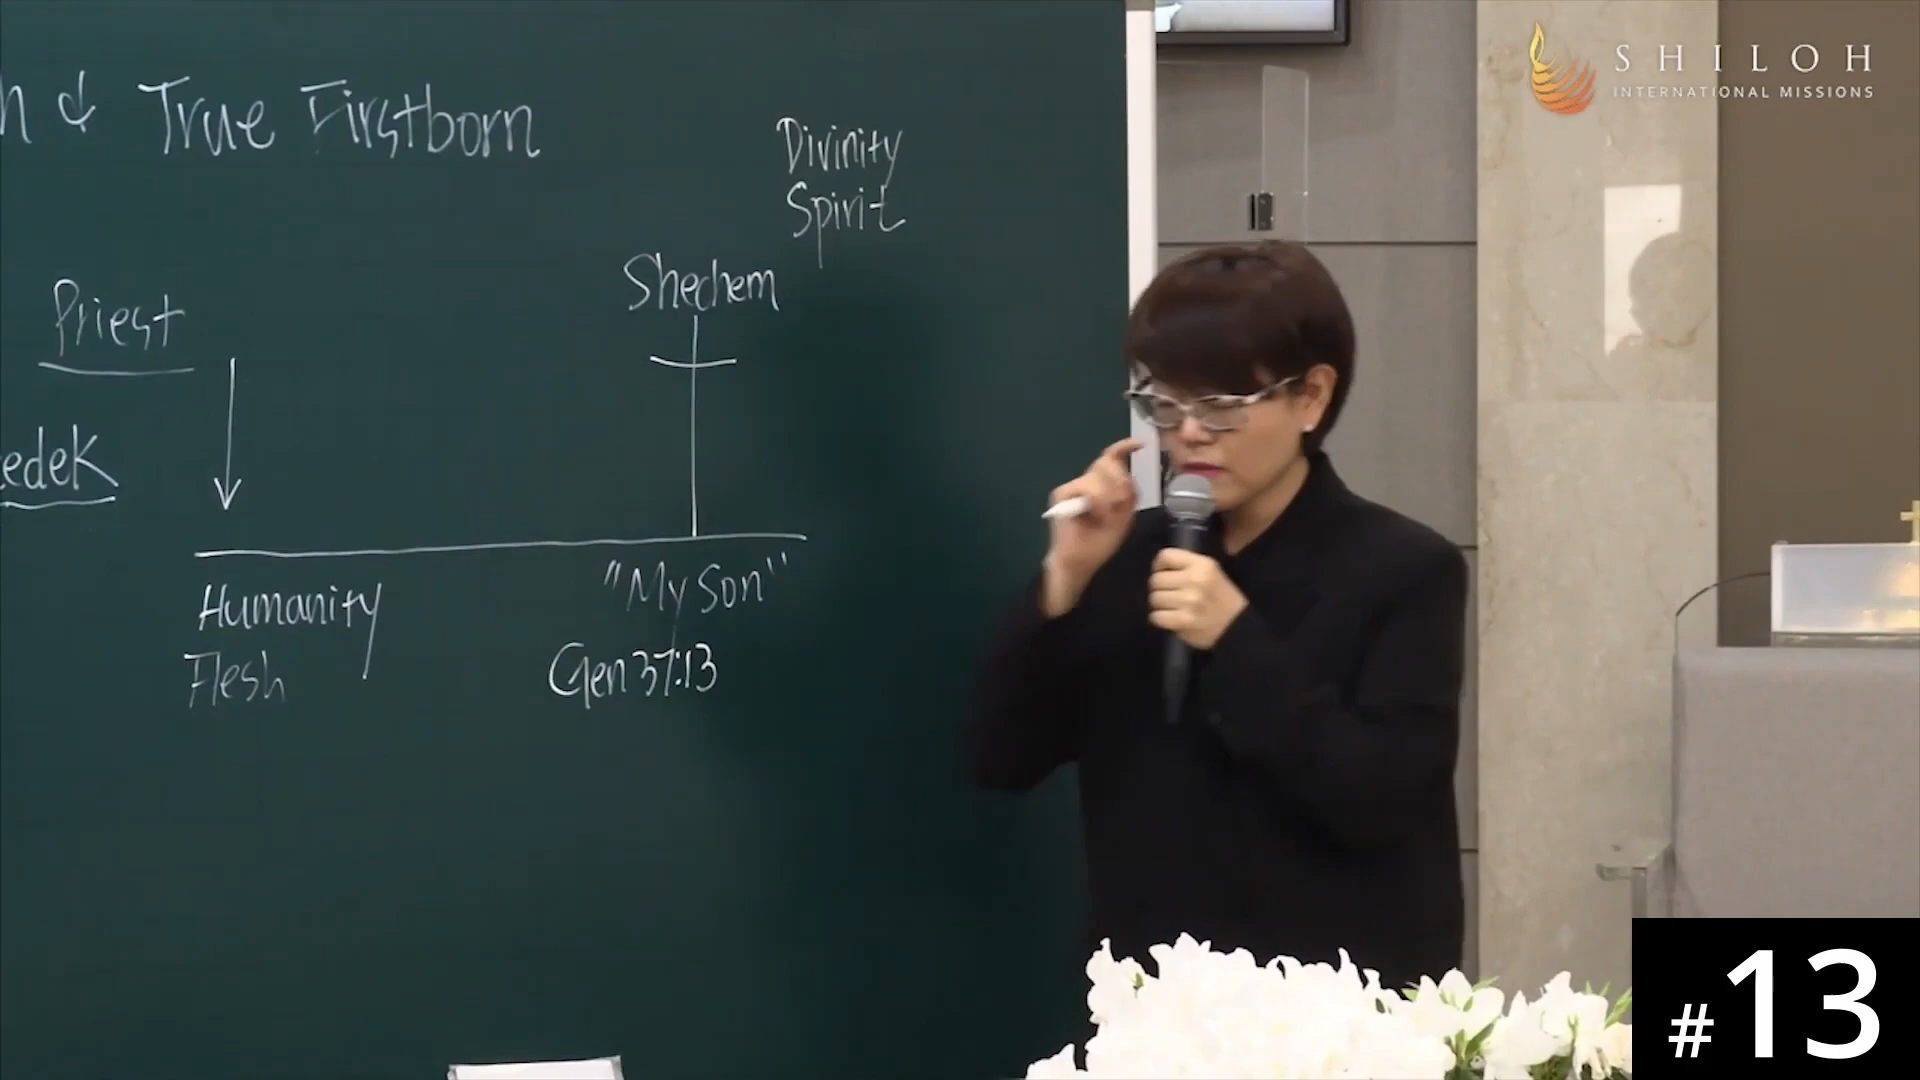 h & True Firstborn
Divinity
Spirit
Shechem
Priest
edek
Humanity
Flesh
"My Son"
Gen 37:13
SHILOH
INTERNATIONAL MISSIONS
#13